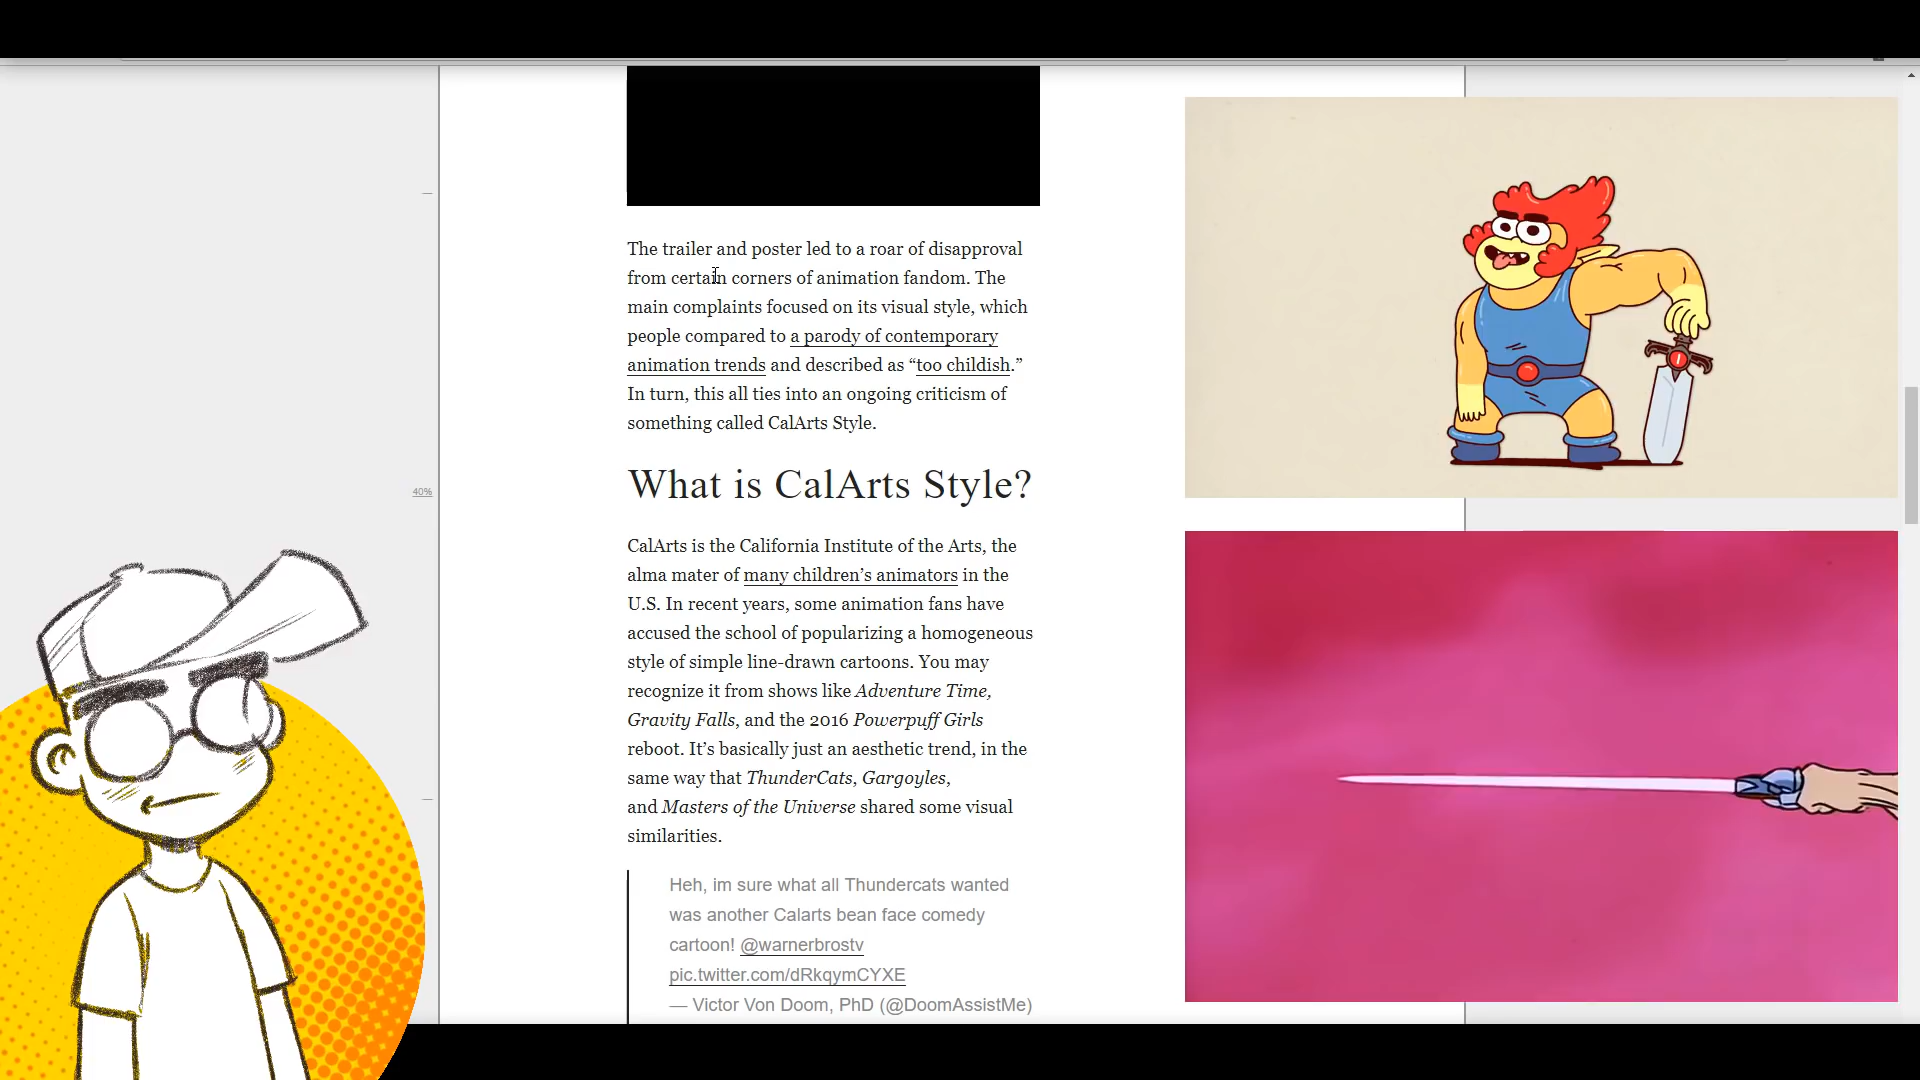 The trailer and poster led to a roar of disapproval
from certain corners of animation fandom. The
main complaints focused on its visual style, which
people compared to a parody of contemporary
animation trends and described as “too childish.”
In turn, this all ties into an ongoing criticism of
something called CalArts Style.
What is CalArts Style?
40%
CalArts is the California Institute of the Arts, the
alma mater of many children’s animators in the
U.S. In recent years, some animation fans have
accused the school of popularizing a homogeneous
style of simple line-drawn cartoons. You may
recognize it from shows like Adventure Time,
Gravity Falls, and the 2016 Powerpuff Girls
reboot. It’s basically just an aesthetic trend, in the
same way that ThunderCats, Gargoyles,
and Masters of the Universe shared some visual
similarities.
Heh, im sure what all Thundercats wanted
was another Calarts bean face comedy
cartoon! @warnerbrostv
pic.twitter.com/dRkqymCYXE
— Victor Von Doom, PhD (@DoomAssistMe)